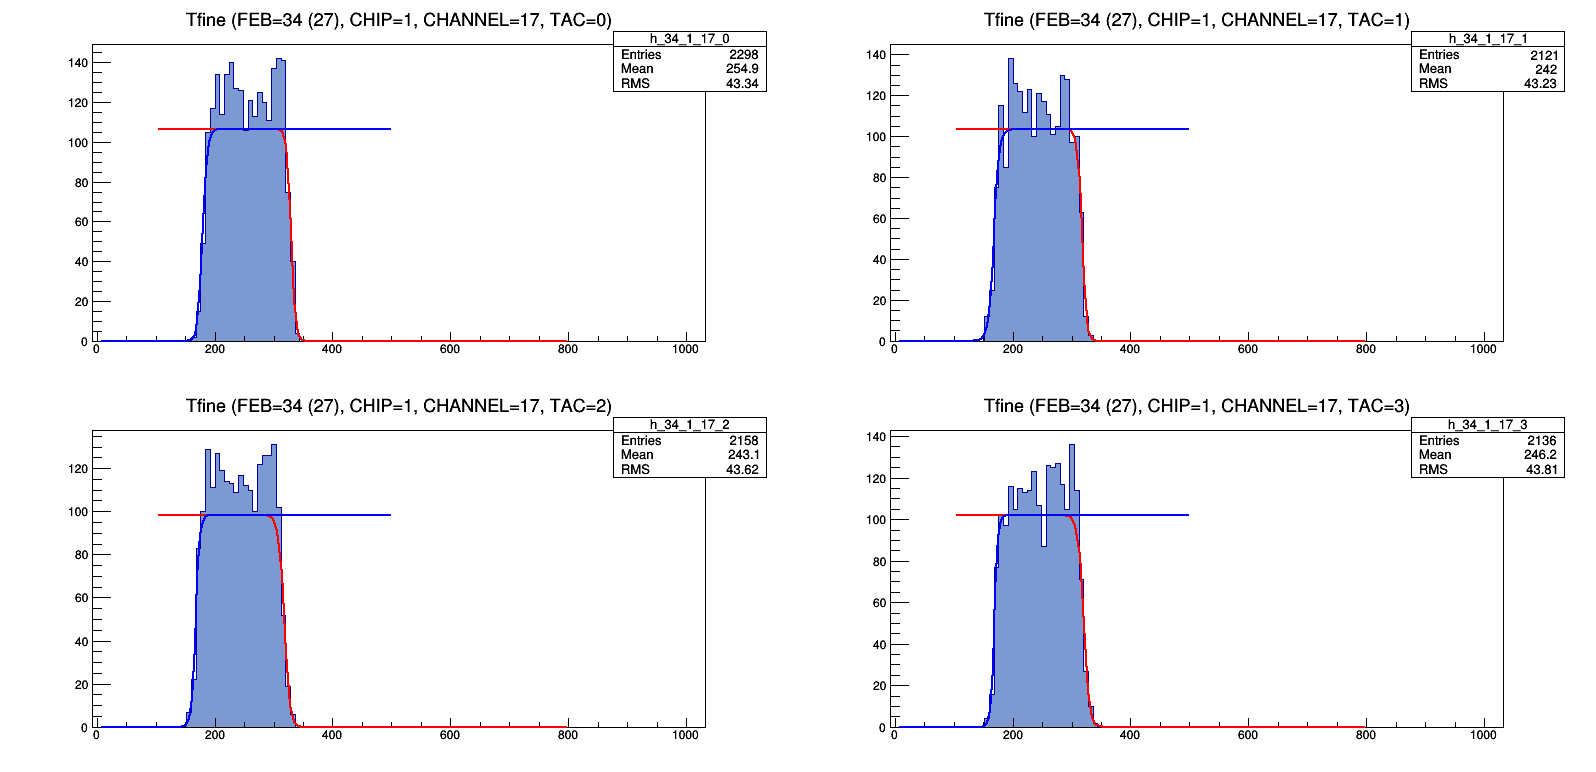 Tfine (FEB=34 (27), CHIP=1, CHANNEL=17, TAC=0)
h_34_1_17_0
Entries 2298
Mean 254.9
RMS 43.34
140
120
100
80
60
40
20
0
0 200 400 600 800 1000
Tfine (FEB=34 (27), CHIP=1, CHANNEL=17, TAC=1)
h_34_1_17_1
Entries 2121
Mean 242
RMS 43.23
140
120
100
80
60
40
20
0
0 200 400 600 800 1000
Tfine (FEB=34 (27), CHIP=1, CHANNEL=17, TAC=2)
h_34_1_17_2
Entries 2158
Mean 243.1
RMS 43.62
120
100
80
60
40
20
0
0 200 400 600 800 1000
Tfine (FEB=34 (27), CHIP=1, CHANNEL=17, TAC=3)
h_34_1_17_3
Entries 2136
Mean 246.2
RMS 43.81
140
120
100
80
60
40
20
0
0 200 400 600 800 1000